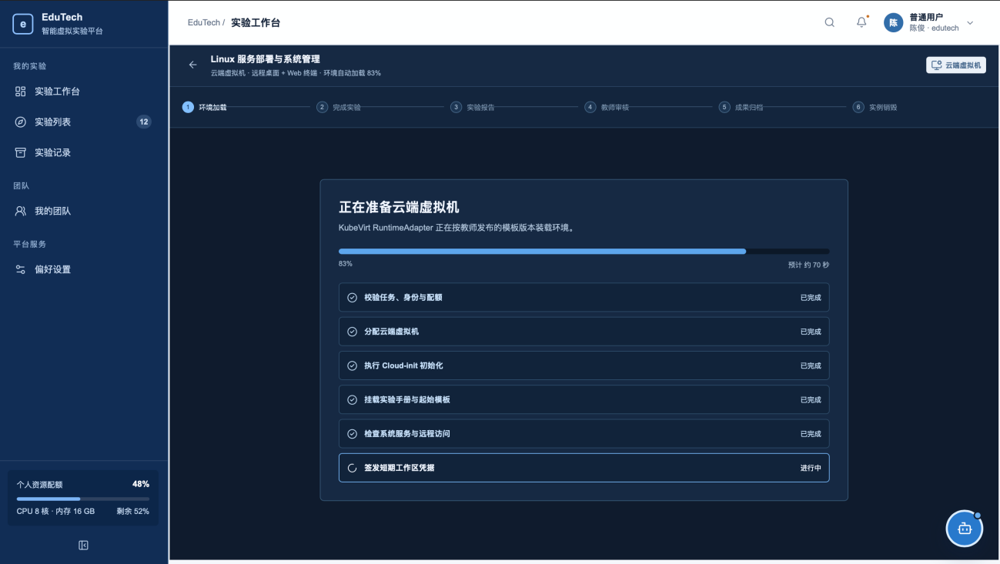 e
EduTech
智能虚拟实验平台
我的实验
实验工作台
实验列表
12
实验记录
团队
我的团队
平台服务
偏好设置
个人资源配额
48%
CPU 8 核 · 内存 16 GB
剩余 52%
EduTech / 实验工作台
陈
普通用户
陈俊 · edutech
Linux 服务部署与系统管理
云端虚拟机 · 远程桌面 + Web 终端 · 环境自动加载 83%
云端虚拟机
1 环境加载
2 完成实验
3 实验报告
4 教师审核
5 成果归档
6 实例销毁
正在准备云端虚拟机
KubeVirt RuntimeAdapter 正在按教师发布的模板版本装载环境。
83%
预计 约 70 秒
校验任务、身份与配额
已完成
分配云端虚拟机
已完成
执行 Cloud-init 初始化
已完成
挂载实验手册与起始模板
已完成
检查系统服务与远程访问
已完成
签发短期工作区凭据
进行中